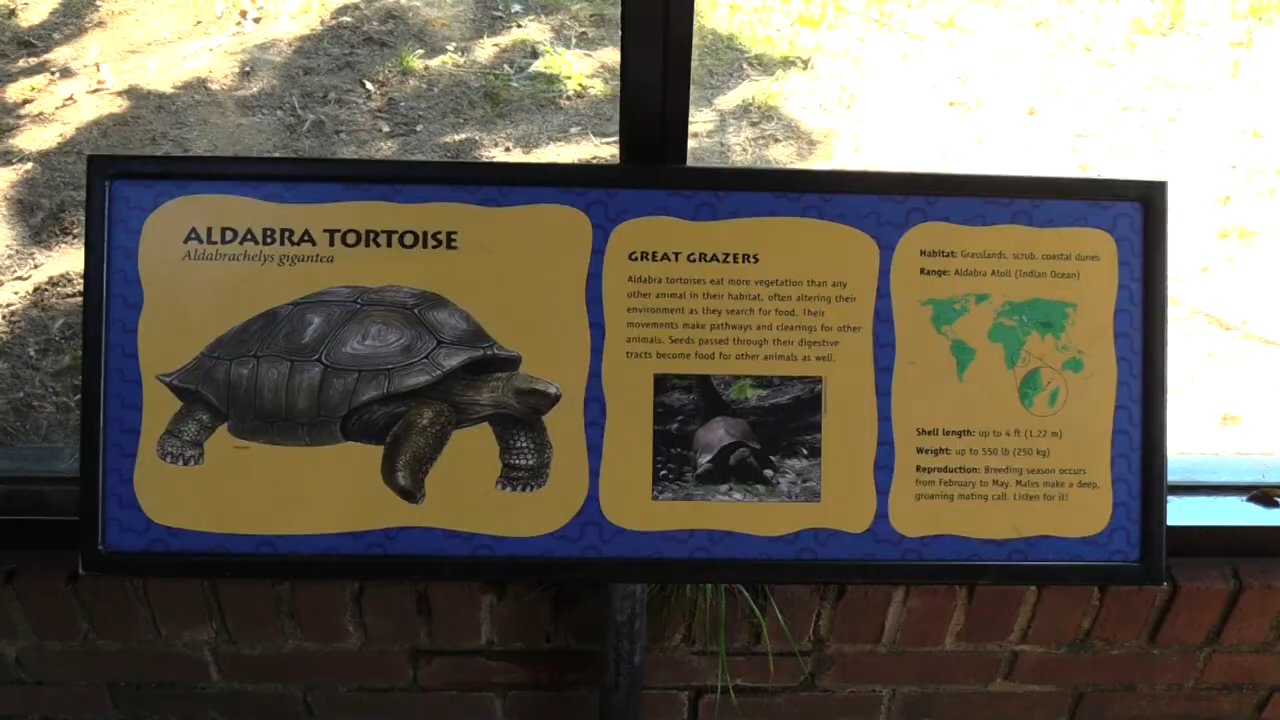 ALDABRA TORTOISE
Aldabrachelys gigantea
GREAT GRAZERS
Aldabra tortoises eat more vegetation than any
other animal in their habitat, often altering their
environment as they search for food. Their
movements make pathways and clearings for other
animals. Seeds passed through their digestive
tracts become food for other animals as well.
Habitat: Grasslands, scrub, coastal dunes
Range: Aldabra Atoll (Indian Ocean)
Shell length: up to 4 ft (1.22 m)
Weight: up to 550 lb (250 kg)
Reproduction: Breeding season occurs
from February to May. Males make a deep,
groaning mating call. Listen for it!